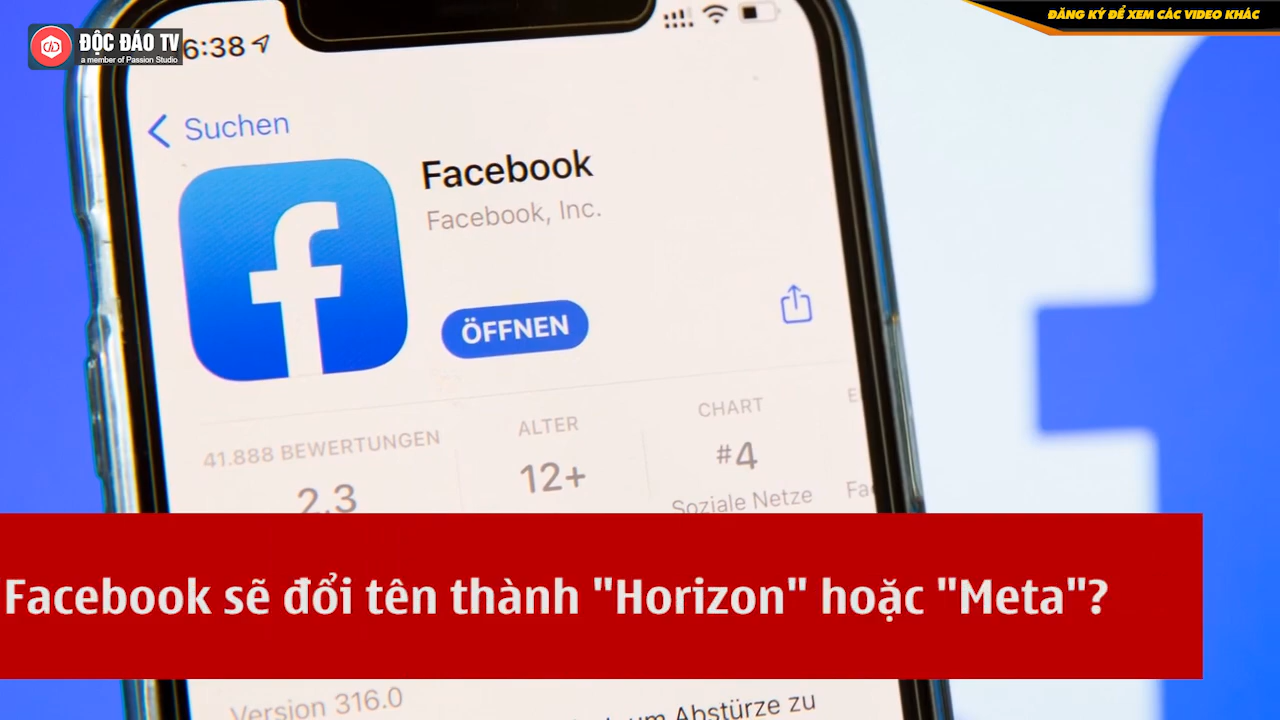 ĐĂNG KÝ ĐỂ XEM CÁC VIDEO KHÁC
ĐỘC ĐÁO TV
a member of Passion Studio
6:38
Suchen
Facebook
Facebook, Inc.
ÖFFNEN
41.888 BEWERTUNGEN
2,3
ALTER
12+
CHART
#4
Soziale Netze
Facebook sẽ đổi tên thành "Horizon" hoặc "Meta"?
Version 316.0
Abstürze zu